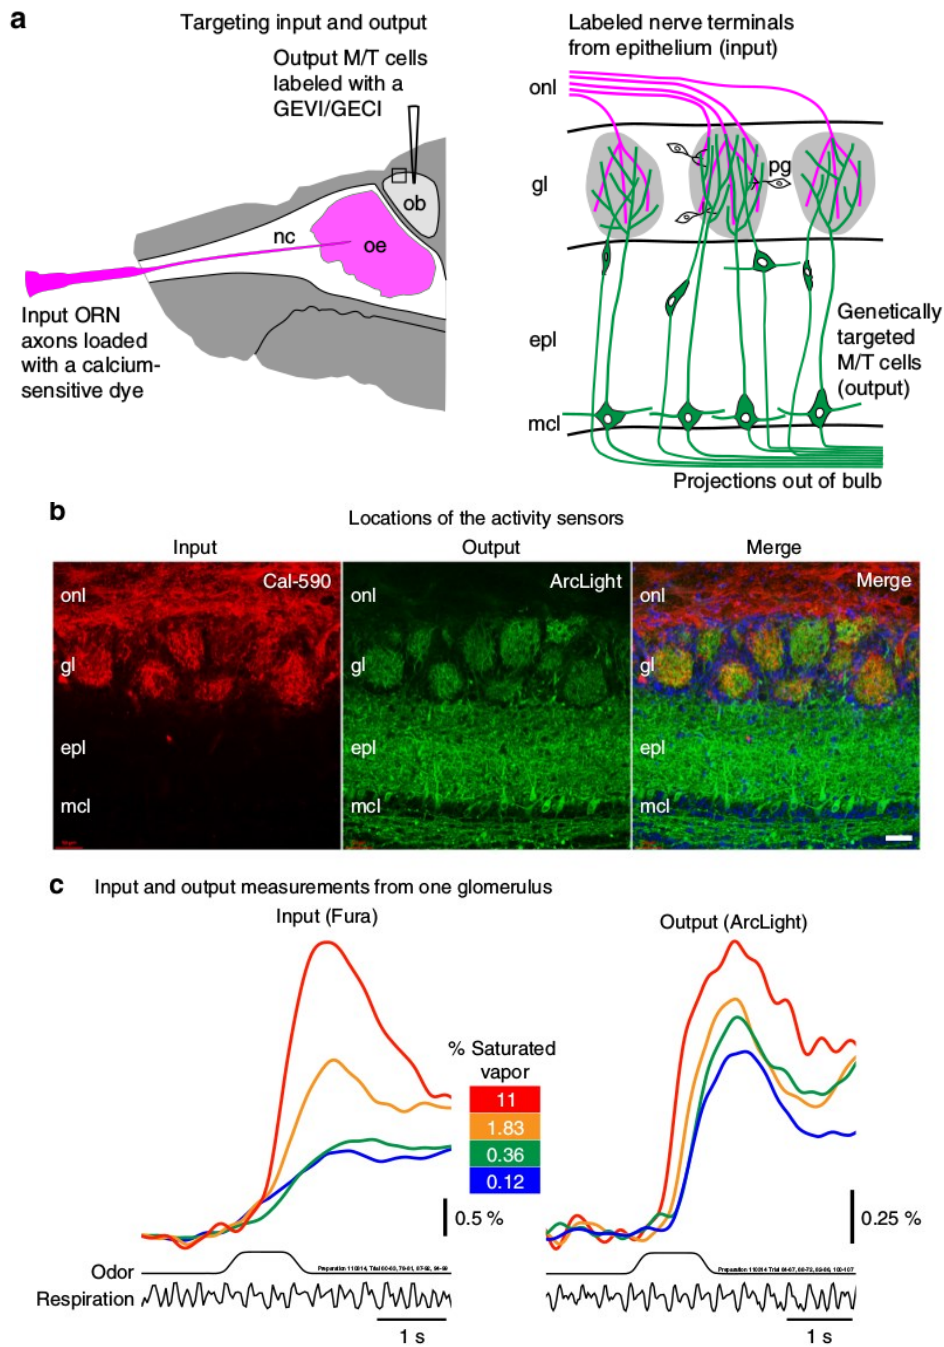 a
Targeting input and output
Output M/T cells
labeled with a
GEVI/GECI
ob
nc
oe
Input ORN
axons loaded
with a calcium-
sensitive dye
Labeled nerve terminals
from epithelium (input)
onl
gl
pg
epl
mcl
Genetically
targeted
M/T cells
(output)
Projections out of bulb
b
Locations of the activity sensors
Input
Output
Merge
Cal-590
ArcLight
Merge
onl
gl
epl
mcl
onl
gl
epl
mcl
onl
gl
epl
mcl
c
Input and output measurements from one glomerulus
Input (Fura)
Output (ArcLight)
% Saturated
vapor
11
1.83
0.36
0.12
0.5 %
0.25 %
Odor
Respiration
1 s
1 s